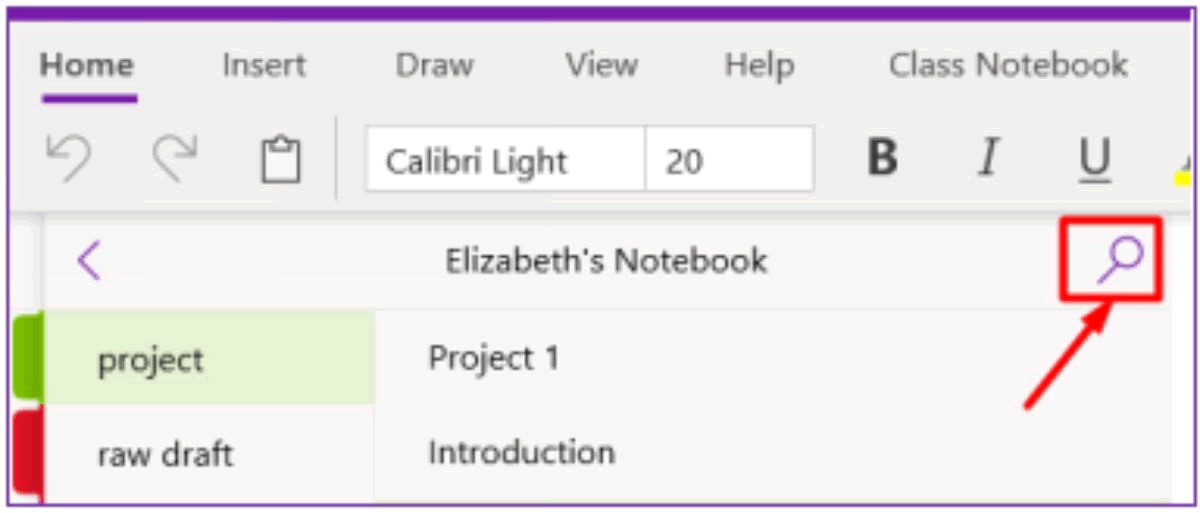 Home Insert Draw View Help Class Notebook
Calibri Light 20 B I U
Elizabeth's Notebook
project Project 1
raw draft Introduction